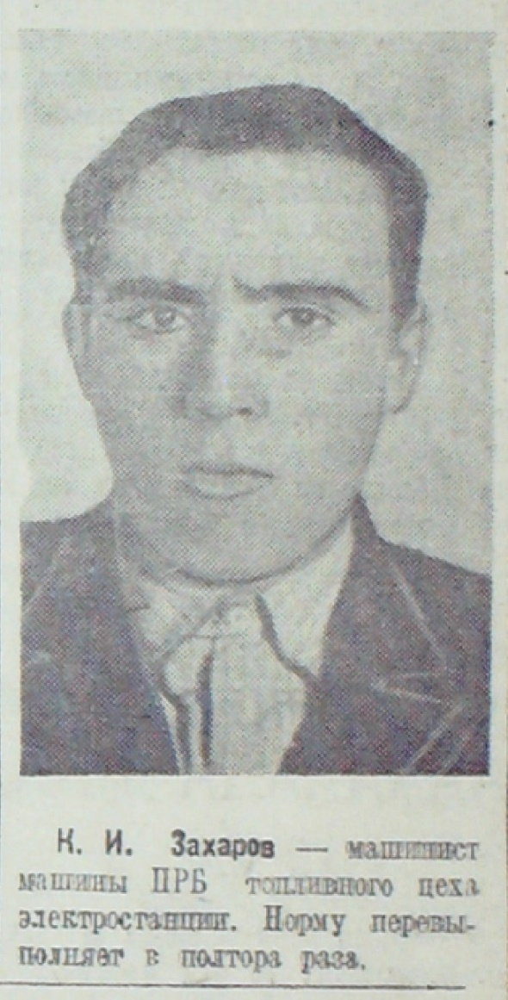 К. И. Захаров — машинист
машины ПРБ топливного цеха
электростанции. Норму перевы-
полняет в полтора раза.